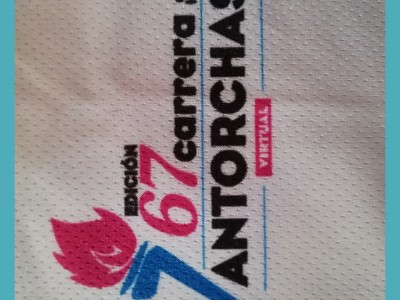 EDICIÓN
67 carrera
ANTORCHAS
VIRTUAL